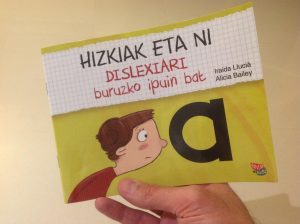 HIZKIAK ETA NI
DISLEXIARI
buruzko ipuin bat
Iraida Llucià
Alicia Bailey
a